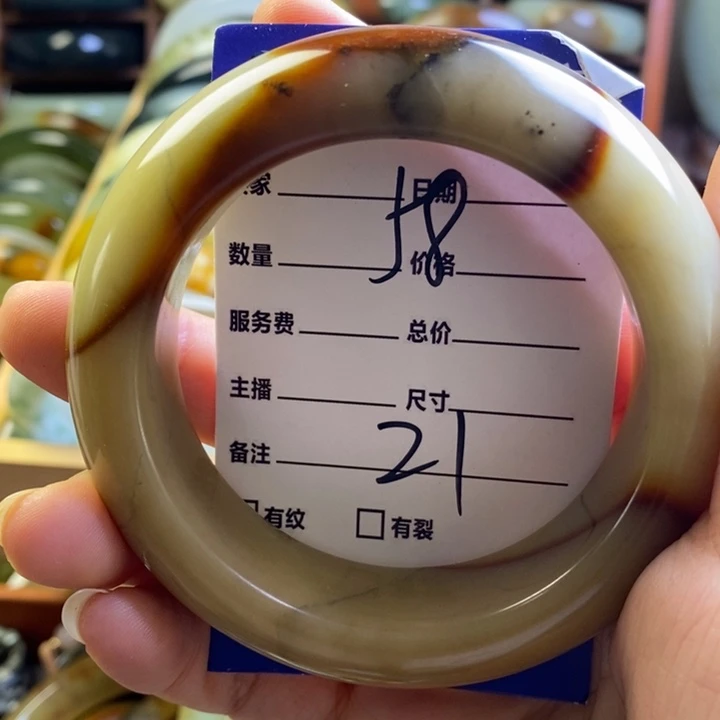 家 日期
58
数量 价格
服务费 总价
主播 尺寸
备注 21
有纹 有裂